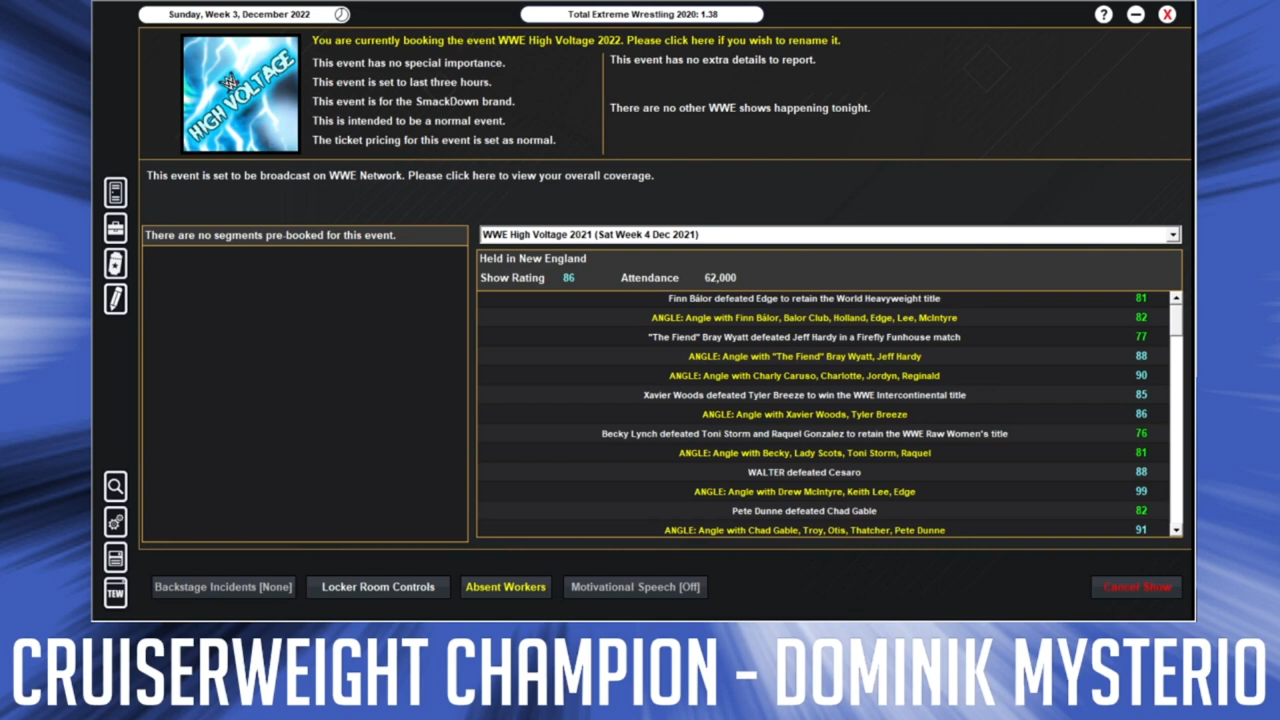 Sunday, Week 3, December 2022
Total Extreme Wrestling 2020: 1.38
?
X
HIGH VOLTAGE
You are currently booking the event WWE High Voltage 2022. Please click here if you wish to rename it.
This event has no special importance.
This event is set to last three hours.
This event is for the SmackDown brand.
This is intended to be a normal event.
The ticket pricing for this event is set as normal.
This event has no extra details to report.
There are no other WWE shows happening tonight.
This event is set to be broadcast on WWE Network. Please click here to view your overall coverage.
There are no segments pre-booked for this event.
WWE High Voltage 2021 (Sat Week 4 Dec 2021)
Held in New England
Show Rating 86 Attendance 62,000
Finn Bálor defeated Edge to retain the World Heavyweight title 81
ANGLE: Angle with Finn Bálor, Balor Club, Holland, Edge, Lee, McIntyre 82
"The Fiend" Bray Wyatt defeated Jeff Hardy in a Firefly Funhouse match 77
ANGLE: Angle with "The Fiend" Bray Wyatt, Jeff Hardy 88
ANGLE: Angle with Charly Caruso, Charlotte, Jordyn, Reginald 90
Xavier Woods defeated Tyler Breeze to win the WWE Intercontinental title 85
ANGLE: Angle with Xavier Woods, Tyler Breeze 86
Becky Lynch defeated Toni Storm and Raquel Gonzalez to retain the WWE Raw Women's title 76
ANGLE: Angle with Becky, Lady Scots, Toni Storm, Raquel 81
WALTER defeated Cesaro 88
ANGLE: Angle with Drew McIntyre, Keith Lee, Edge 99
Pete Dunne defeated Chad Gable 82
ANGLE: Angle with Chad Gable, Troy, Otis, Thatcher, Pete Dunne 91
TEW
Backstage Incidents [None]
Locker Room Controls
Absent Workers
Motivational Speech [Off]
Cancel Show
CRUISERWEIGHT CHAMPION - DOMINIK MYSTERIO